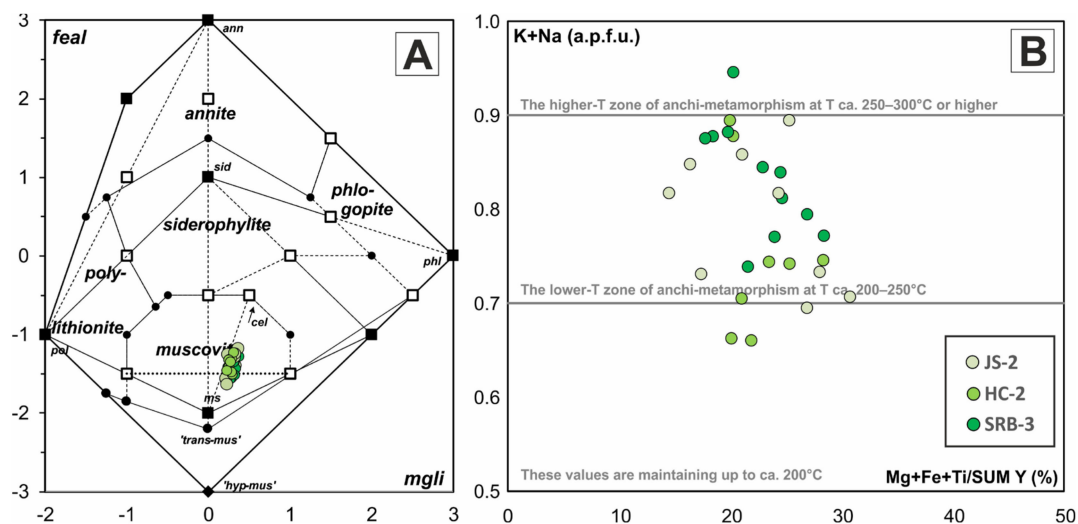 feal
A
ann
annite
sid
phlo-
gopite
siderophylite
phl
poly-
lithionite
pol
cel
muscovit
ms
'trans-mus'
'hyp-mus'
mgli
3
2
1
0
-1
-2
-3
-2
-1
0
1
2
3
K+Na (a.p.f.u.)
B
The higher-T zone of anchi-metamorphism at T ca. 250–300°C or higher
The lower-T zone of anchi-metamorphism at T ca. 200–250°C
JS-2
HC-2
SRB-3
These values are maintaining up to ca. 200°C
Mg+Fe+Ti/SUM Y (%)
1.0
0.9
0.8
0.7
0.6
0.5
0
10
20
30
40
50